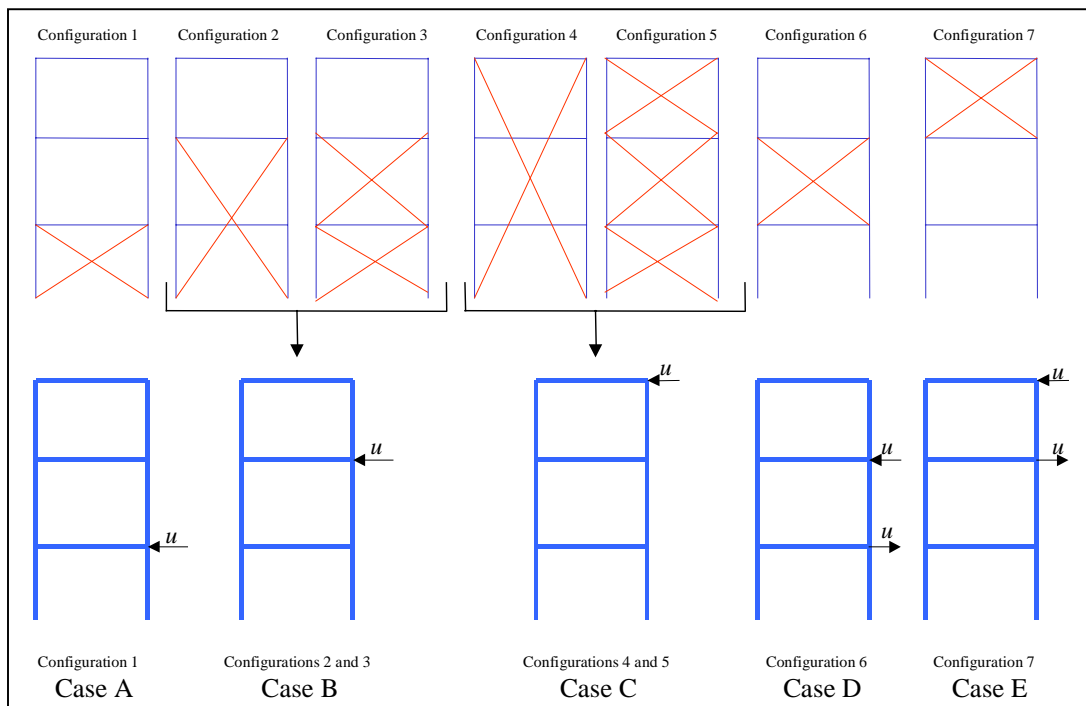 Configuration 1 Configuration 2 Configuration 3 Configuration 4 Configuration 5 Configuration 6 Configuration 7
u u
u u u
u u
Configuration 1 Configurations 2 and 3 Configurations 4 and 5 Configuration 6 Configuration 7
Case A Case B Case C Case D Case E